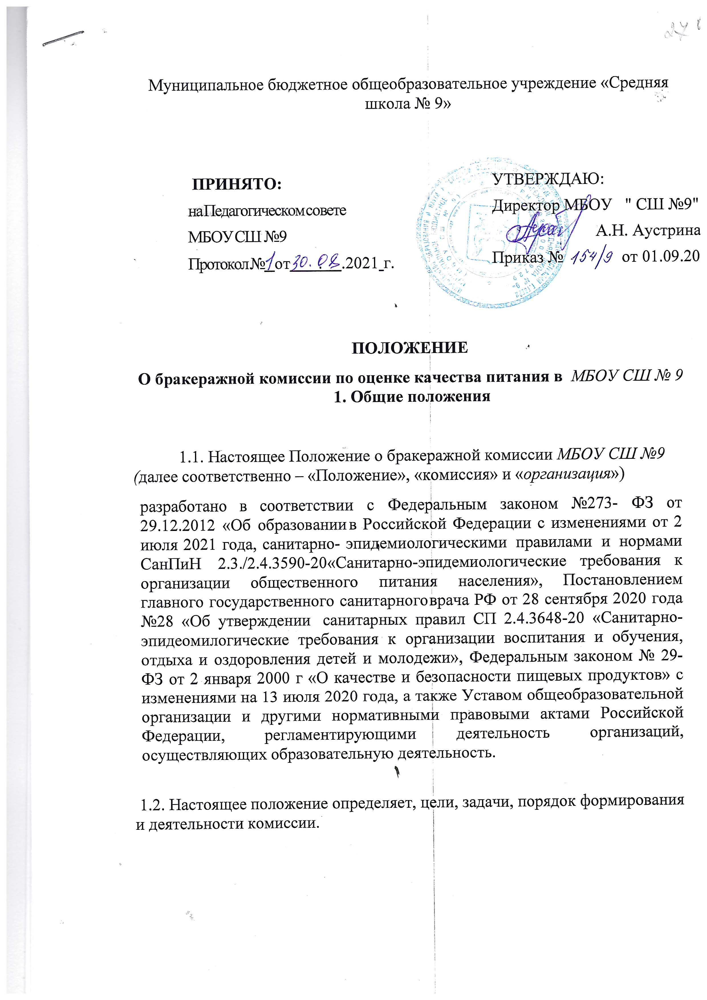 27
Муниципальное бюджетное общеобразовательное учреждение «Средняя
школа № 9»
ПРИНЯТО:
на Педагогическом совете
МБОУ СШ №9
Протокол № 1 от 30. 08 .2021_г.
УТВЕРЖДАЮ:
Директор МБОУ " СШ №9"
А.Н. Аустрина
Приказ № 154/9 от 01.09.20
ПОЛОЖЕНИЕ
О бракеражной комиссии по оценке качества питания в МБОУ СШ № 9
1. Общие положения
1.1. Настоящее Положение о бракеражной комиссии МБОУ СШ №9
(далее соответственно – «Положение», «комиссия» и «организация»)
разработано в соответствии с Федеральным законом №273- ФЗ от
29.12.2012 «Об образовании в Российской Федерации с изменениями от 2
июля 2021 года, санитарно- эпидемиологическими правилами и нормами
СанПиН 2.3./2.4.3590-20«Санитарно-эпидемиологические требования к
организации общественного питания населения», Постановлением
главного государственного санитарного врача РФ от 28 сентября 2020 года
№28 «Об утверждении санитарных правил СП 2.4.3648-20 «Санитарно-
эпидеомилогические требования к организации воспитания и обучения,
отдыха и оздоровления детей и молодежи», Федеральным законом № 29-
ФЗ от 2 января 2000 г «О качестве и безопасности пищевых продуктов» с
изменениями на 13 июля 2020 года, а также Уставом общеобразовательной
организации и другими нормативными правовыми актами Российской
Федерации, регламентирующими деятельность организаций,
осуществляющих образовательную деятельность.
1.2. Настоящее положение определяет, цели, задачи, порядок формирования
и деятельности комиссии.